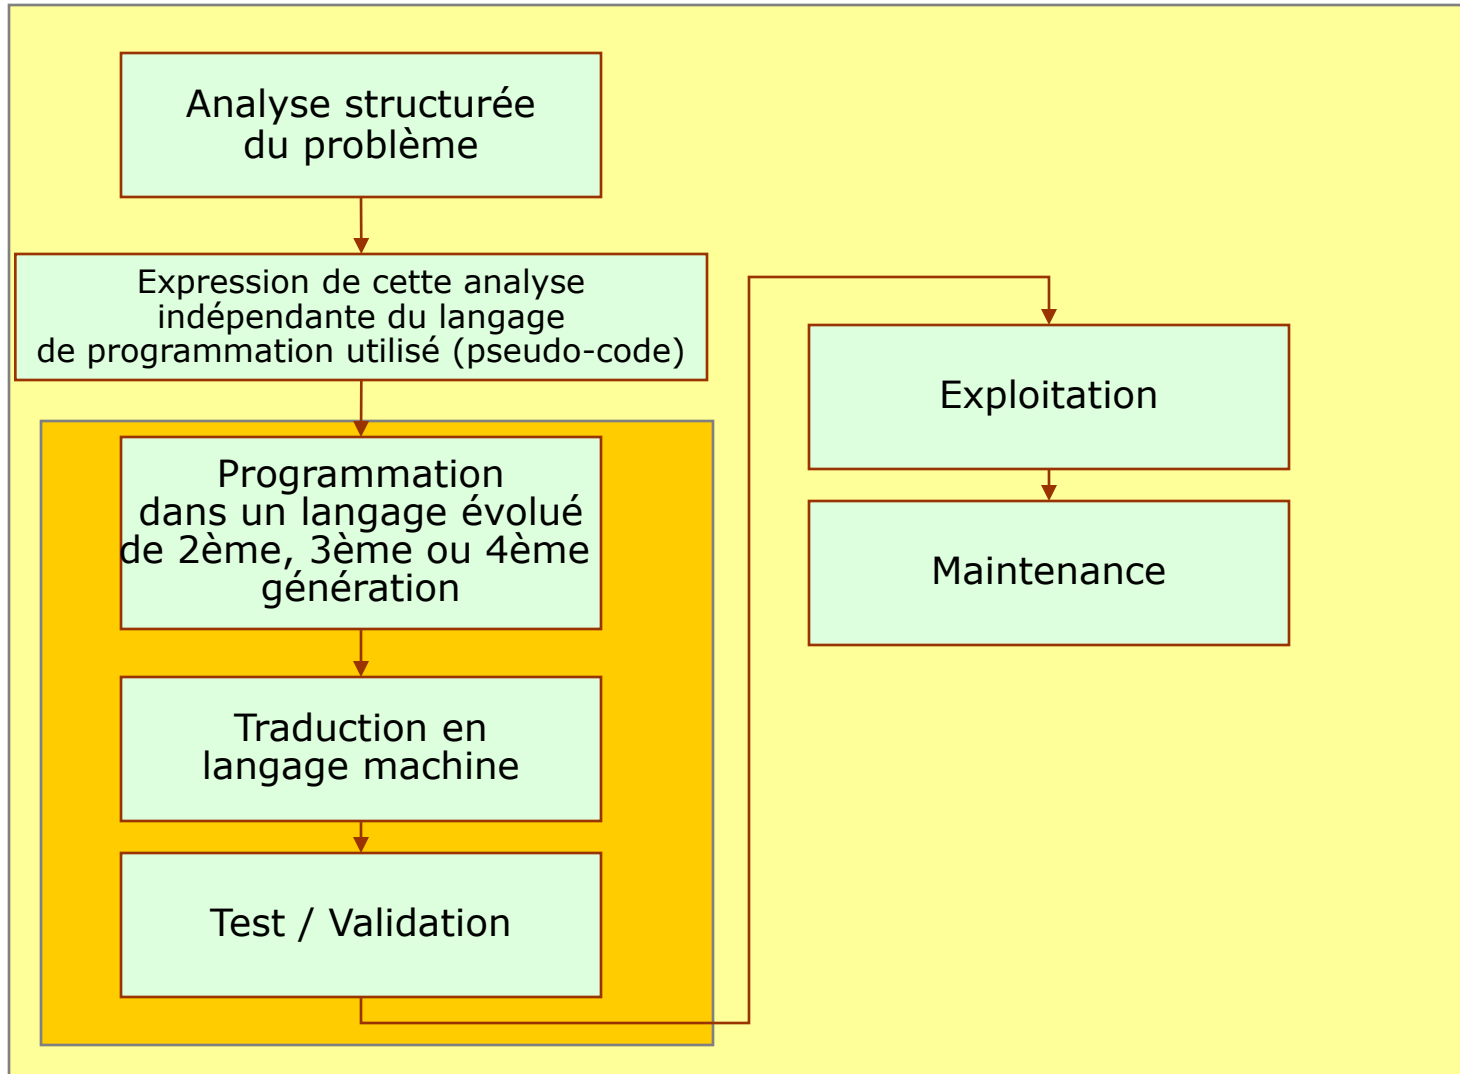 Analyse structurée
du problème
Expression de cette analyse
indépendante du langage
de programmation utilisé (pseudo-code)
Programmation
dans un langage évolué
de 2ème, 3ème ou 4ème
génération
Traduction en
langage machine
Test / Validation
Exploitation
Maintenance